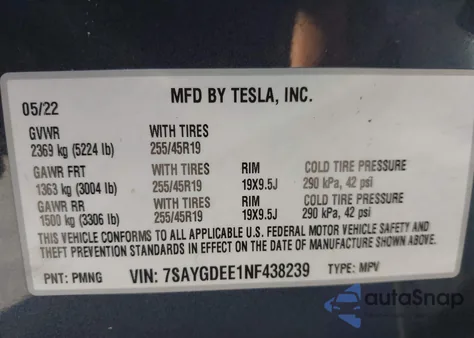 MFD BY TESLA, INC.
05/22
GVWR WITH TIRES
2369 kg (5224 lb) 255/45R19
GAWR FRT WITH TIRES RIM COLD TIRE PRESSURE
1363 kg (3004 lb) 255/45R19 19X9.5J 290 kPa, 42 psi
GAWR RR WITH TIRES RIM COLD TIRE PRESSURE
1500 kg (3306 lb) 255/45R19 19X9.5J 290 kPa, 42 psi
THIS VEHICLE CONFORMS TO ALL APPLICABLE U.S. FEDERAL MOTOR VEHICLE SAFETY AND
THEFT PREVENTION STANDARDS IN EFFECT ON THE DATE OF MANUFACTURE SHOWN ABOVE.
PNT: PMNG VIN: 7SAYGDEE1NF438239 TYPE: MPV
autoSnap